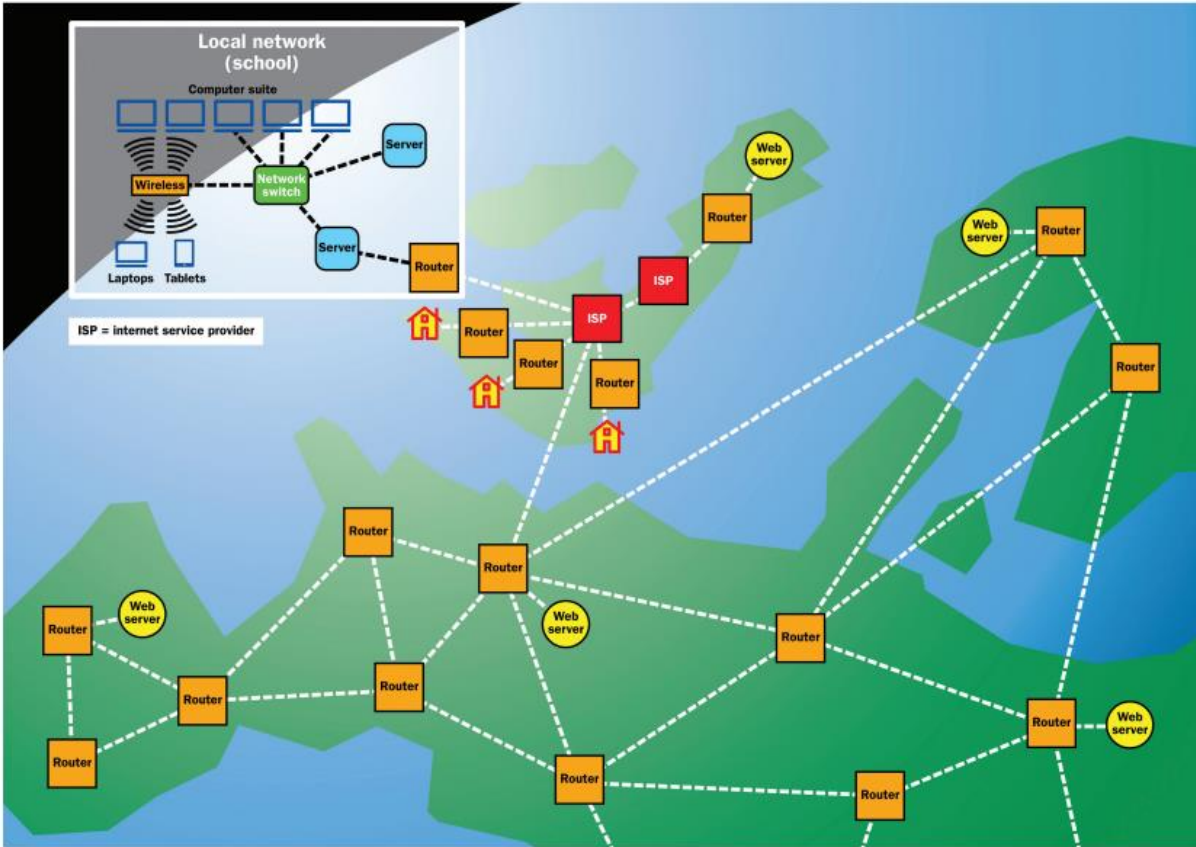 Local network
(school)
Computer suite
Server
Wireless
Network
switch
Server
Laptops Tablets
Router
ISP = internet service provider
Web
server
Router
ISP
ISP
Router
Router
Router
Web
server
Router
Router
Router
Router
Web
server
Router
Web
server
Router
Router
Router
Router
Router
Router
Web
server
Router
Router